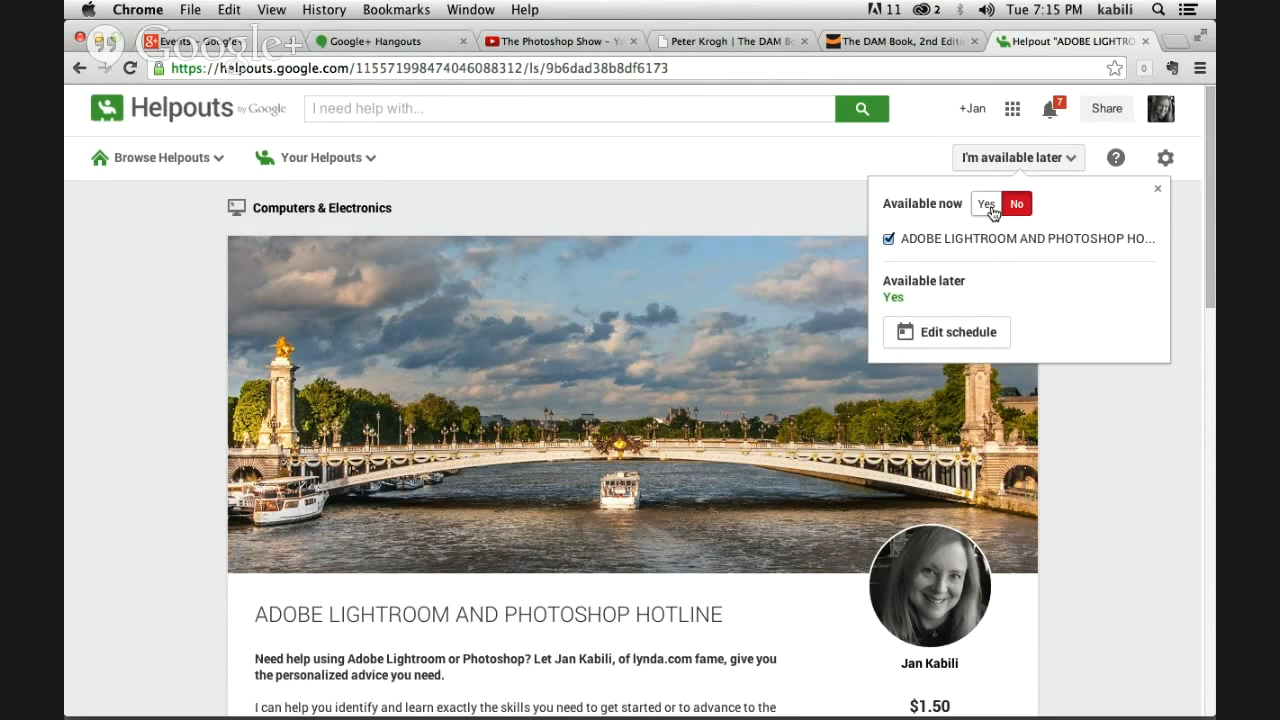 Chrome File Edit View History Bookmarks Window Help 11 2 Tue 7:15 PM kabili
Google+
Events - Google+ Google+ Hangouts The Photoshop Show - Yo Peter Krogh | The DAM Bo The DAM Book, 2nd Edition Helpout "ADOBE LIGHTRO
https://helpouts.google.com/115571998474046088312/ls/9b6dad38b8df6173 0
Helpouts by Google I need help with... +Jan 7 Share
Browse Helpouts Your Helpouts I'm available later ?
Computers & Electronics
Available now Yes No
ADOBE LIGHTROOM AND PHOTOSHOP HO...
Available later
Yes
Edit schedule
ADOBE LIGHTROOM AND PHOTOSHOP HOTLINE
Need help using Adobe Lightroom or Photoshop? Let Jan Kabili, of lynda.com fame, give you
the personalized advice you need.
Jan Kabili
I can help you identify and learn exactly the skills you need to get started or to advance to the
$1.50